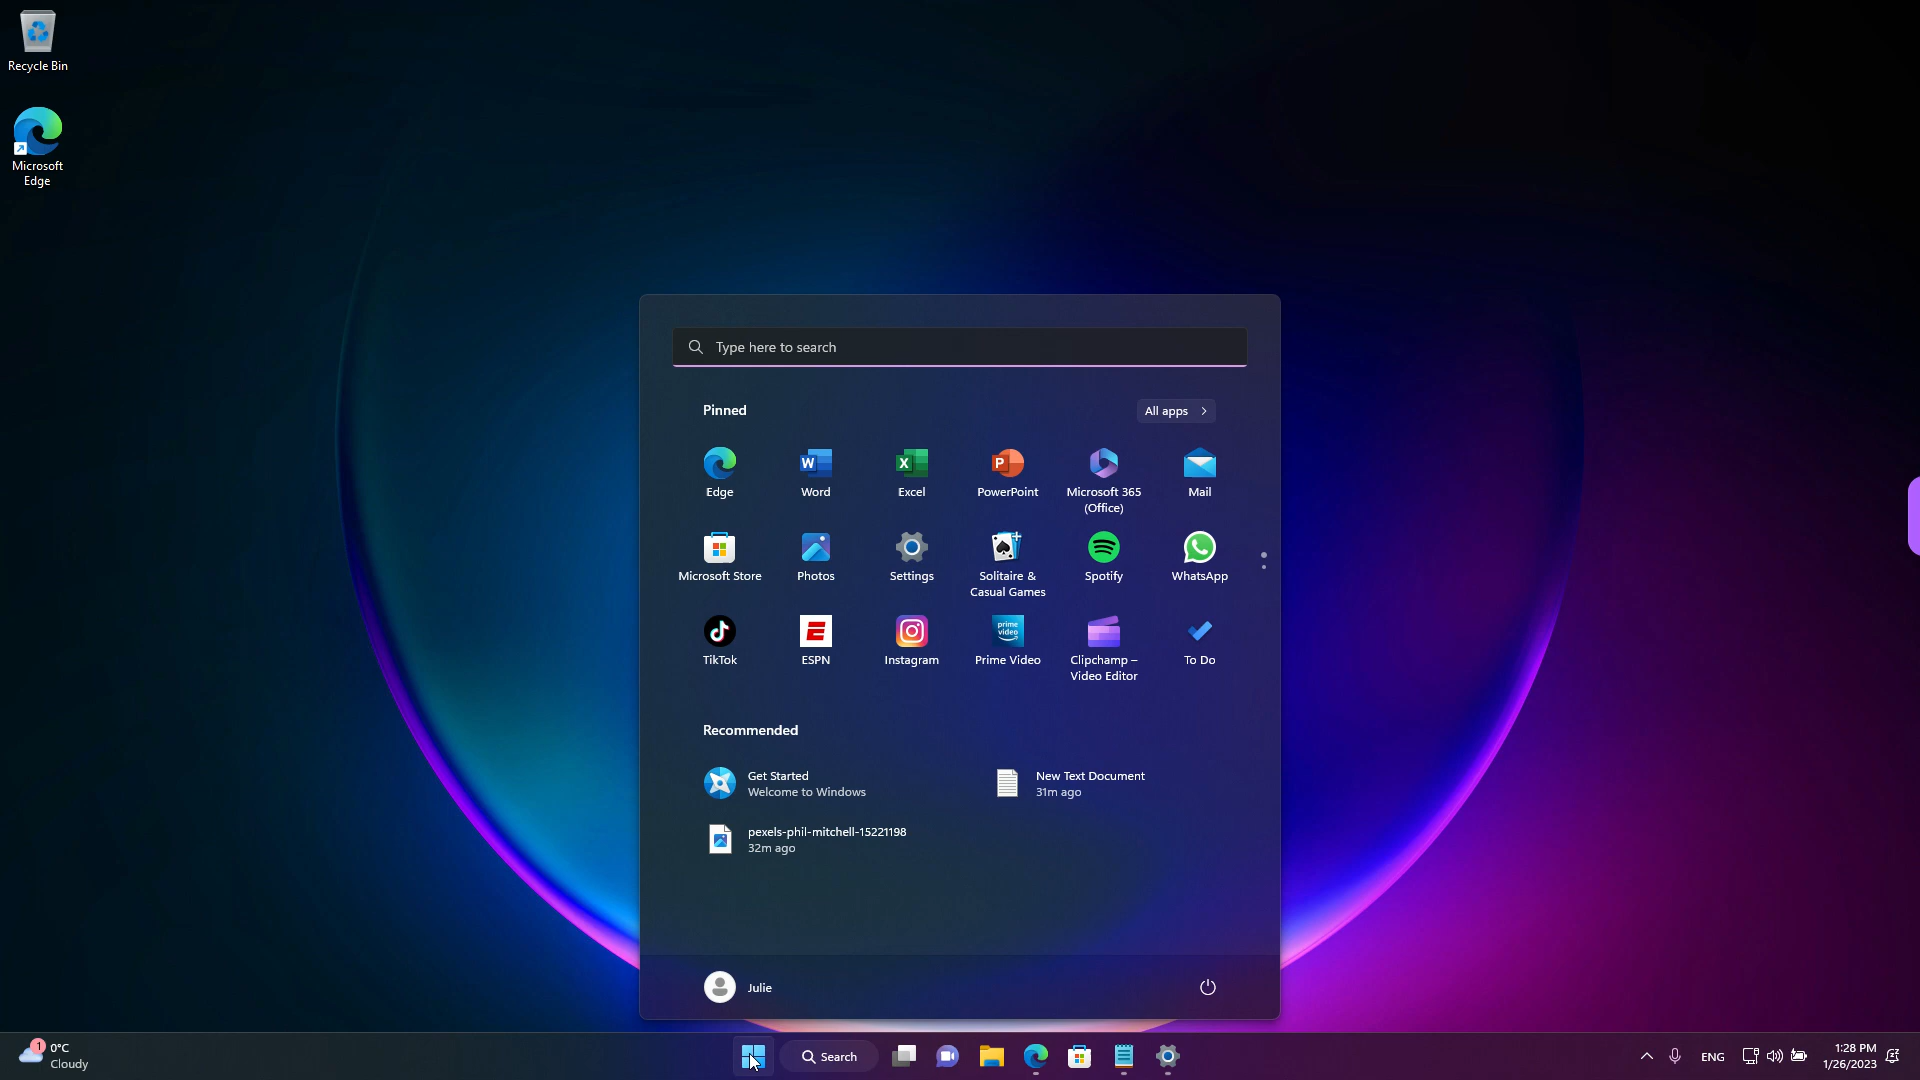 Recycle Bin
Microsoft
Edge
Type here to search
Pinned
All apps
Edge
Word
Excel
PowerPoint
Microsoft 365
(Office)
Mail
Microsoft Store
Photos
Settings
Solitaire &
Casual Games
Spotify
WhatsApp
TikTok
ESPN
Instagram
prime
video
Prime Video
Clipchamp –
Video Editor
To Do
Recommended
Get Started
Welcome to Windows
New Text Document
31m ago
pexels-phil-mitchell-15221198
32m ago
Julie
1
0°C
Cloudy
Search
ENG
1:28 PM
1/26/2023